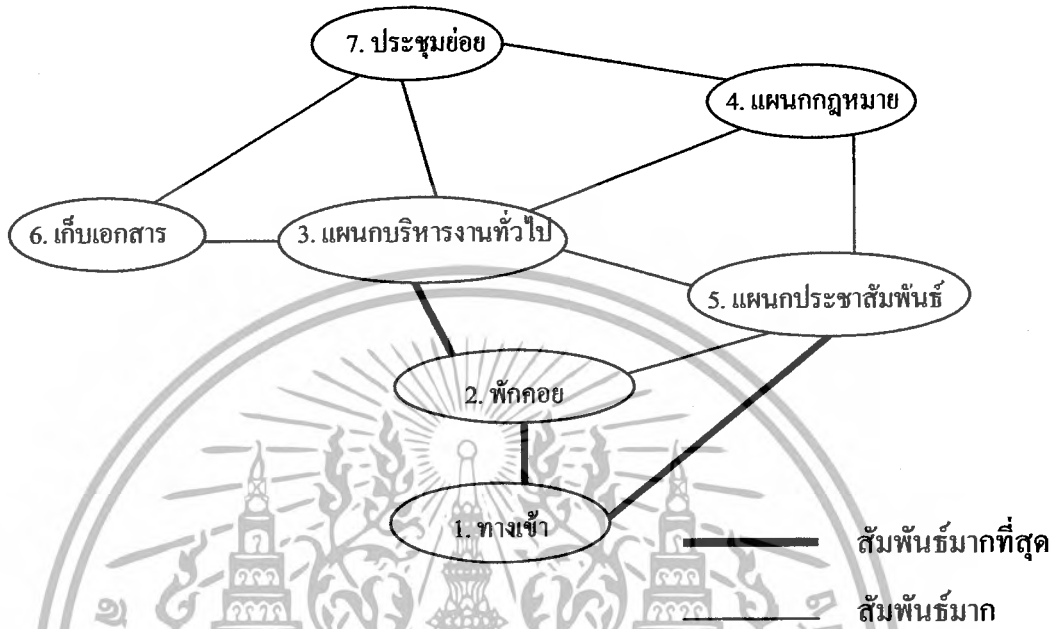 7. ประชุมย่อย
4. แผนกกฎหมาย
6. เก็บเอกสาร
3. แผนกบริหารงานทั่วไป
5. แผนกประชาสัมพันธ์
2. พักคอย
1. ทางเข้า
สัมพันธ์มากที่สุด
สัมพันธ์มาก